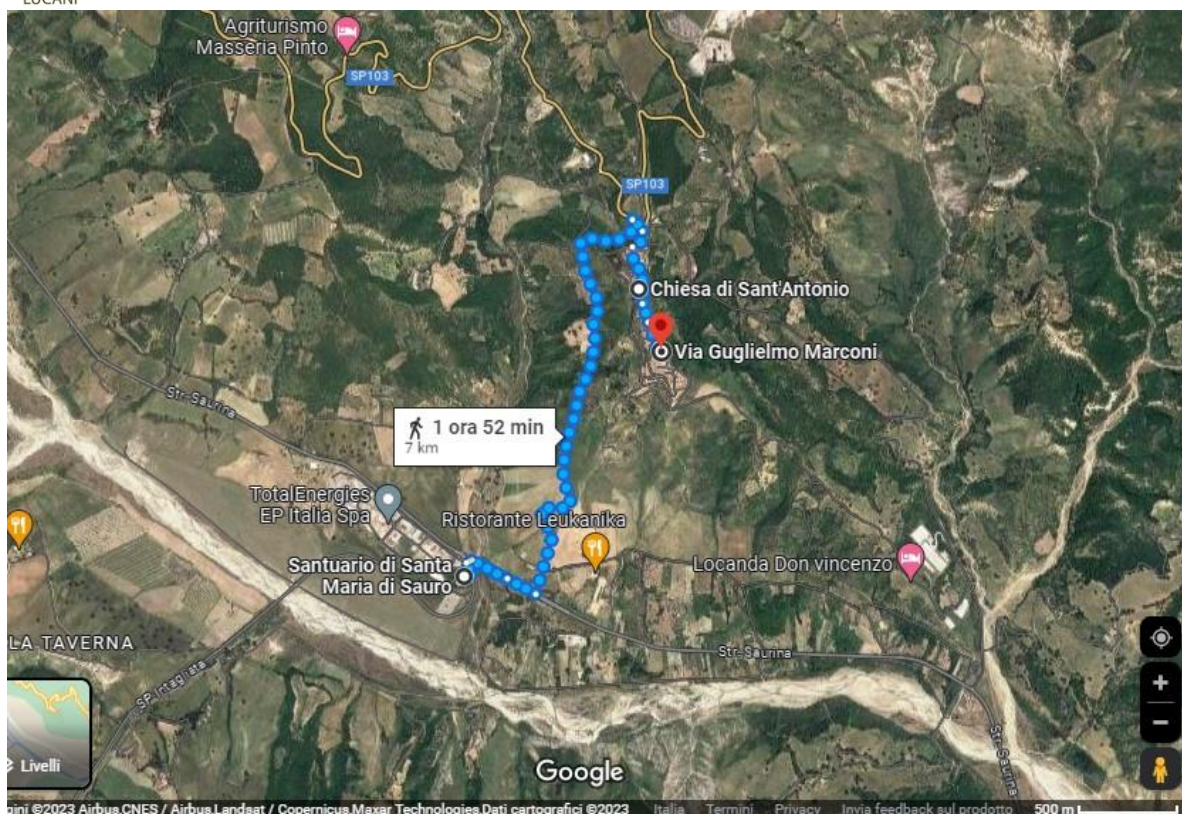 LUCANI
Agriturismo
Masseria Pinto
SP103
SP103
Chiesa di Sant'Antonio
Via Guglielmo Marconi
Str. Saurina
1 ora 52 min
7 km
TotalEnergies
EP Italia Spa
Ristorante Leukanika
Santuario di Santa
Maria di Sauro
Locanda Don vincenzo
LA TAVERNA
Str. Saurina
SP Intagliata
Str. Saurina
Livelli
Google
©2023 Airbus,CNES / Airbus,Landsat / Copernicus,Maxar Technologies,Dati cartografici ©2023 Italia Termini Privacy Invia feedback sul prodotto 500 m